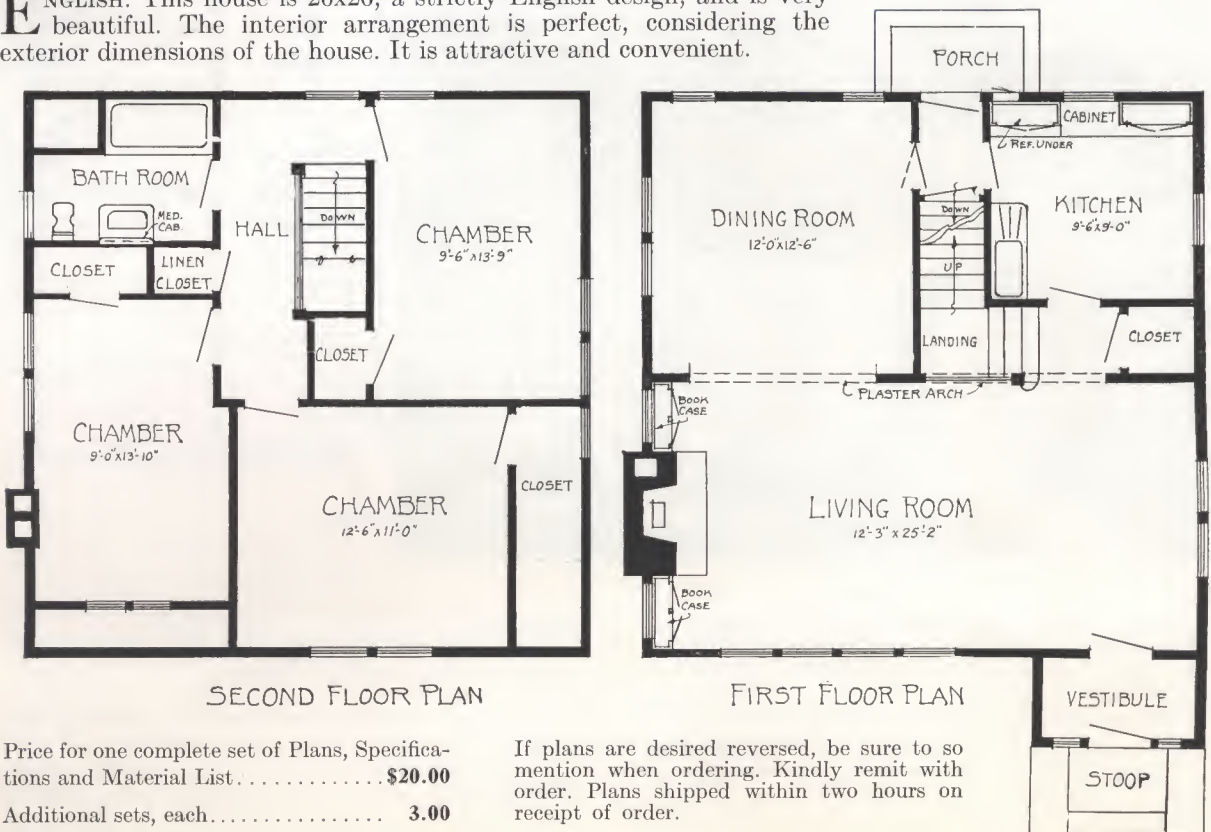 ENGLISH. This house is 26x26, a strictly English design, and is very
beautiful. The interior arrangement is perfect, considering the
exterior dimensions of the house. It is attractive and convenient.
BATH ROOM
MED.
CAB.
CLOSET
LINEN
CLOSET
HALL
DOWN
CHAMBER
9'-6"x13'-9"
CLOSET
CHAMBER
9'-0"x13'-10"
CHAMBER
12'-6"x11'-0"
CLOSET
SECOND FLOOR PLAN
PORCH
CABINET
REF. UNDER
DINING ROOM
12'-0"x12'-6"
KITCHEN
9'-6"x9'-0"
DOWN
UP
LANDING
CLOSET
PLASTER ARCH
BOOK
CASE
LIVING ROOM
12'-3" x 25'-2"
BOOK
CASE
FIRST FLOOR PLAN
VESTIBULE
STOOP
Price for one complete set of Plans, Specifica-
tions and Material List............$20.00
Additional sets, each................ 3.00
If plans are desired reversed, be sure to so
mention when ordering. Kindly remit with
order. Plans shipped within two hours on
receipt of order.